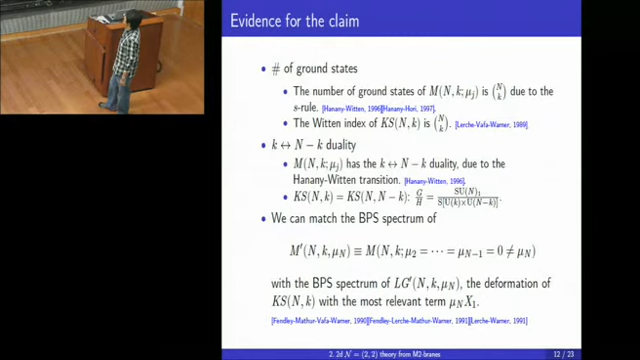 Evidence for the claim
# of ground states
The number of ground states of M(N, k; μ_j) is (N k) due to the
s-rule. [Hanany-Witten, 1996][Hanany-Hori, 1997].
The Witten index of KS(N, k) is (N k). [Lerche-Vafa-Warner, 1989]
k ↔ N − k duality
M(N, k; μ_j) has the k ↔ N − k duality, due to the
Hanany-Witten transition. [Hanany-Witten, 1996].
KS(N, k) = KS(N, N − k): G/H = SU(N)_1 / S[U(k)×U(N−k)].
We can match the BPS spectrum of
M′(N, k, μ_N) ≡ M(N, k; μ_2 = ⋯ = μ_{N−1} = 0 ≠ μ_N)
with the BPS spectrum of LG′(N, k, μ_N), the deformation of
KS(N, k) with the most relevant term μ_N X_1.
[Fendley-Mathur-Vafa-Warner, 1990][Fendley-Lerche-Mathur-Warner, 1991][Lerche-Warner, 1991]
2. 2d N = (2, 2) theory from M2-branes
12 / 23